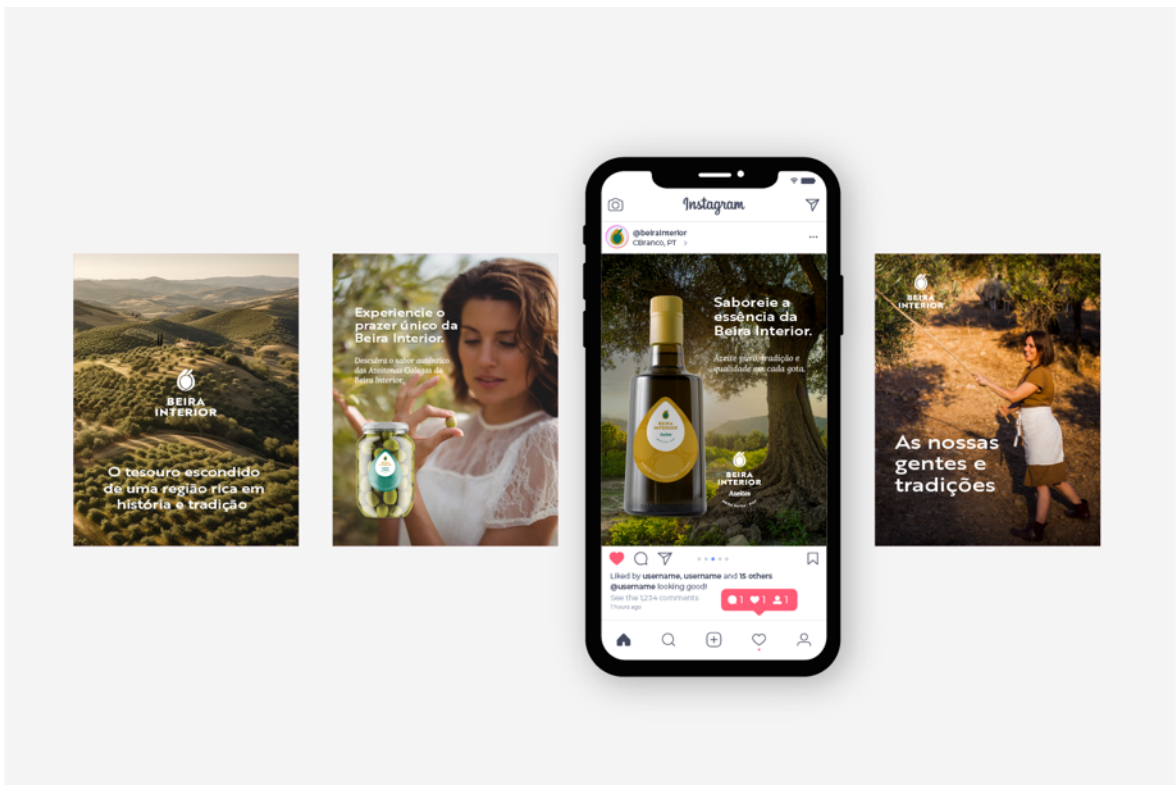 BEIRA
INTERIOR
O tesouro escondido
de uma região rica em
história e tradição
Experiencie o
prazer único da
Beira Interior.
Descubra o sabor autêntico
das Azeitonas Galegas da
Beira Interior.
Instagram
@beirainterior
CBranco, PT
Saboreie a
essência da
Beira Interior.
Azeite puro, tradição e
qualidade em cada gota.
BEIRA
INTERIOR
Azeites
BEIRA
INTERIOR
Azeites
Liked by username, username and 15 others
@username looking good!
See the 1,234 comments
1 hours ago
1 1 1
BEIRA
INTERIOR
As nossas
gentes e
tradições